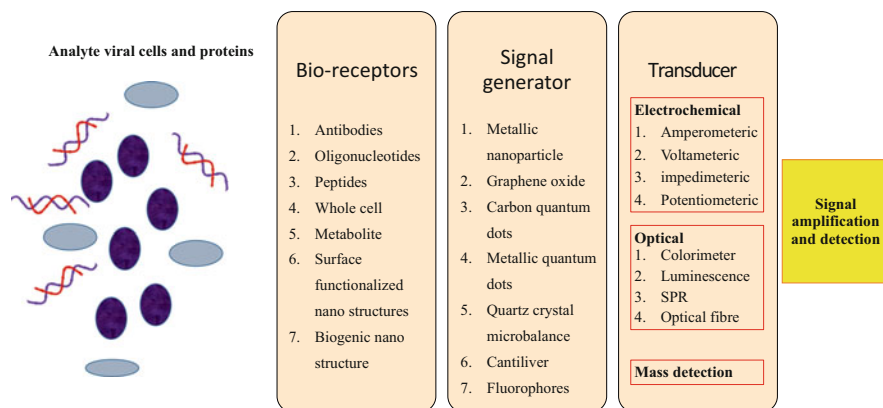 Analyte viral cells and proteins
Bio-receptors
1. Antibodies
2. Oligonucleotides
3. Peptides
4. Whole cell
5. Metabolite
6. Surface
functionalized
nano structures
7. Biogenic nano
structure
Signal
generator
1. Metallic
nanoparticle
2. Graphene oxide
3. Carbon quantum
dots
4. Metallic quantum
dots
5. Quartz crystal
microbalance
6. Cantiliver
7. Fluorophores
Transducer
Electrochemical
1. Amperometeric
2. Voltameteric
3. impedimeteric
4. Potentiometeric
Optical
1. Colorimeter
2. Luminescence
3. SPR
4. Optical fibre
Mass detection
Signal
amplification
and detection